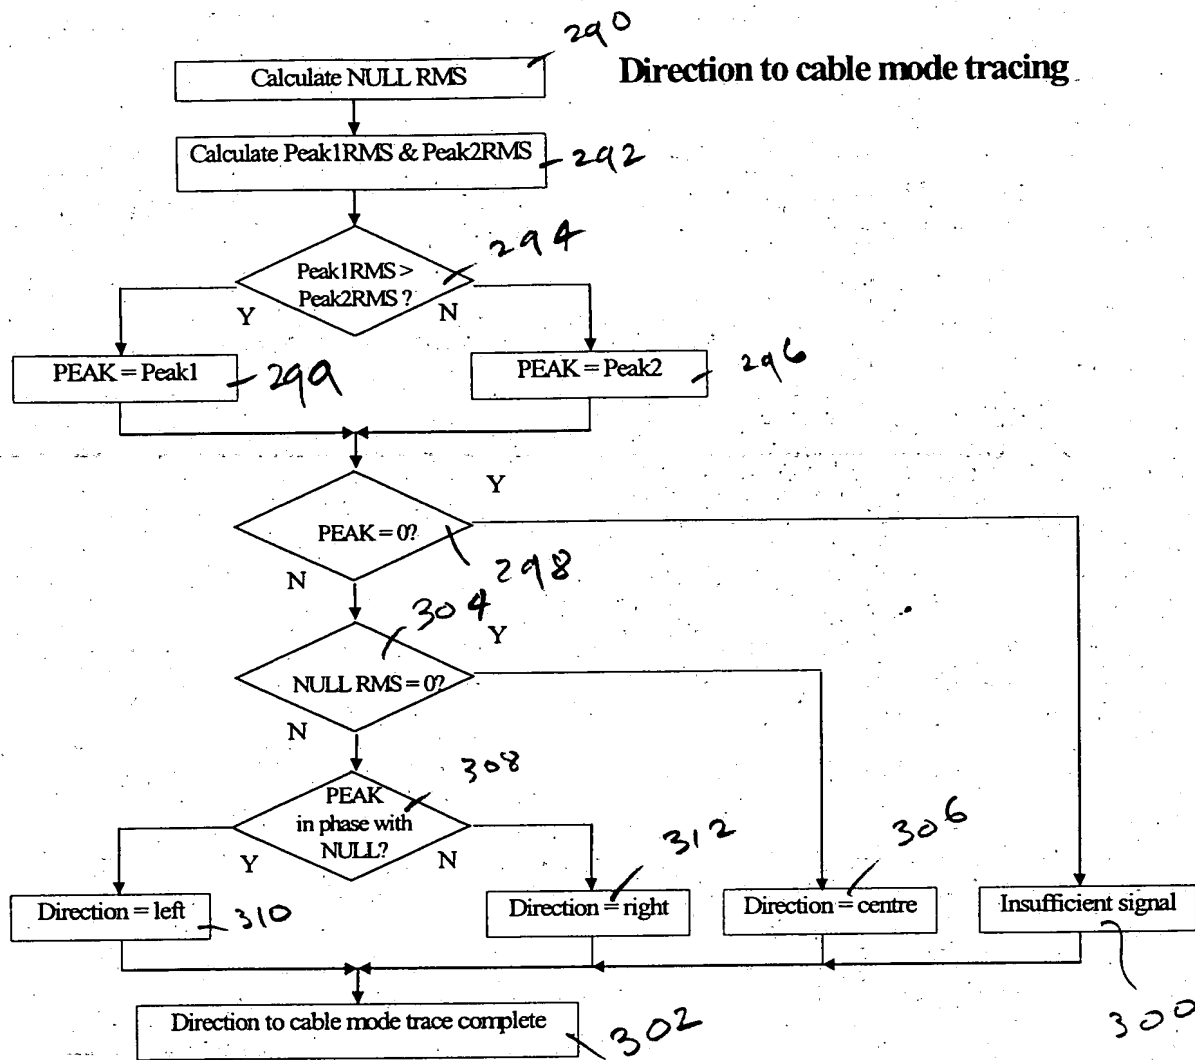 290
Direction to cable mode tracing
Calculate NULL RMS
Calculate Peak1RMS & Peak2RMS
292
294
Peak1RMS >
Peak2RMS ?
Y
N
PEAK = Peak1
299
PEAK = Peak2
296
Y
PEAK = 0?
298
N
304
Y
NULL RMS = 0?
N
308
PEAK
in phase with
NULL?
Y
N
312
306
Direction = left
310
Direction = right
Direction = centre
Insufficient signal
300
Direction to cable mode trace complete
302